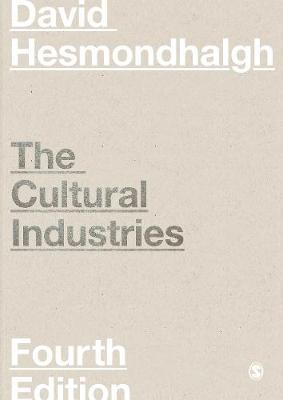 David
Hesmondhalgh
The
Cultural
Industries
Fourth
Edition